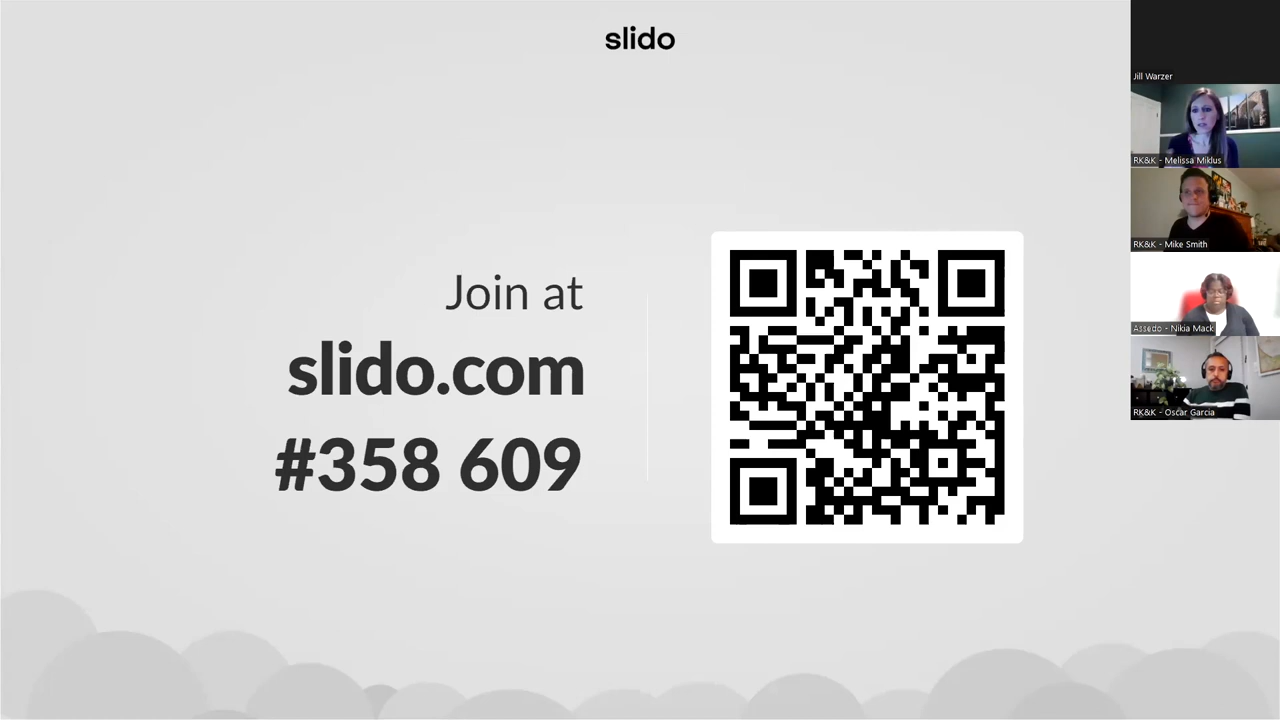 slido
Join at
slido.com
#358 609
Jill Warzer
RK&K - Melissa Miklus
RK&K - Mike Smith
Assedo - Nikia Mack
RK&K - Oscar Garcia